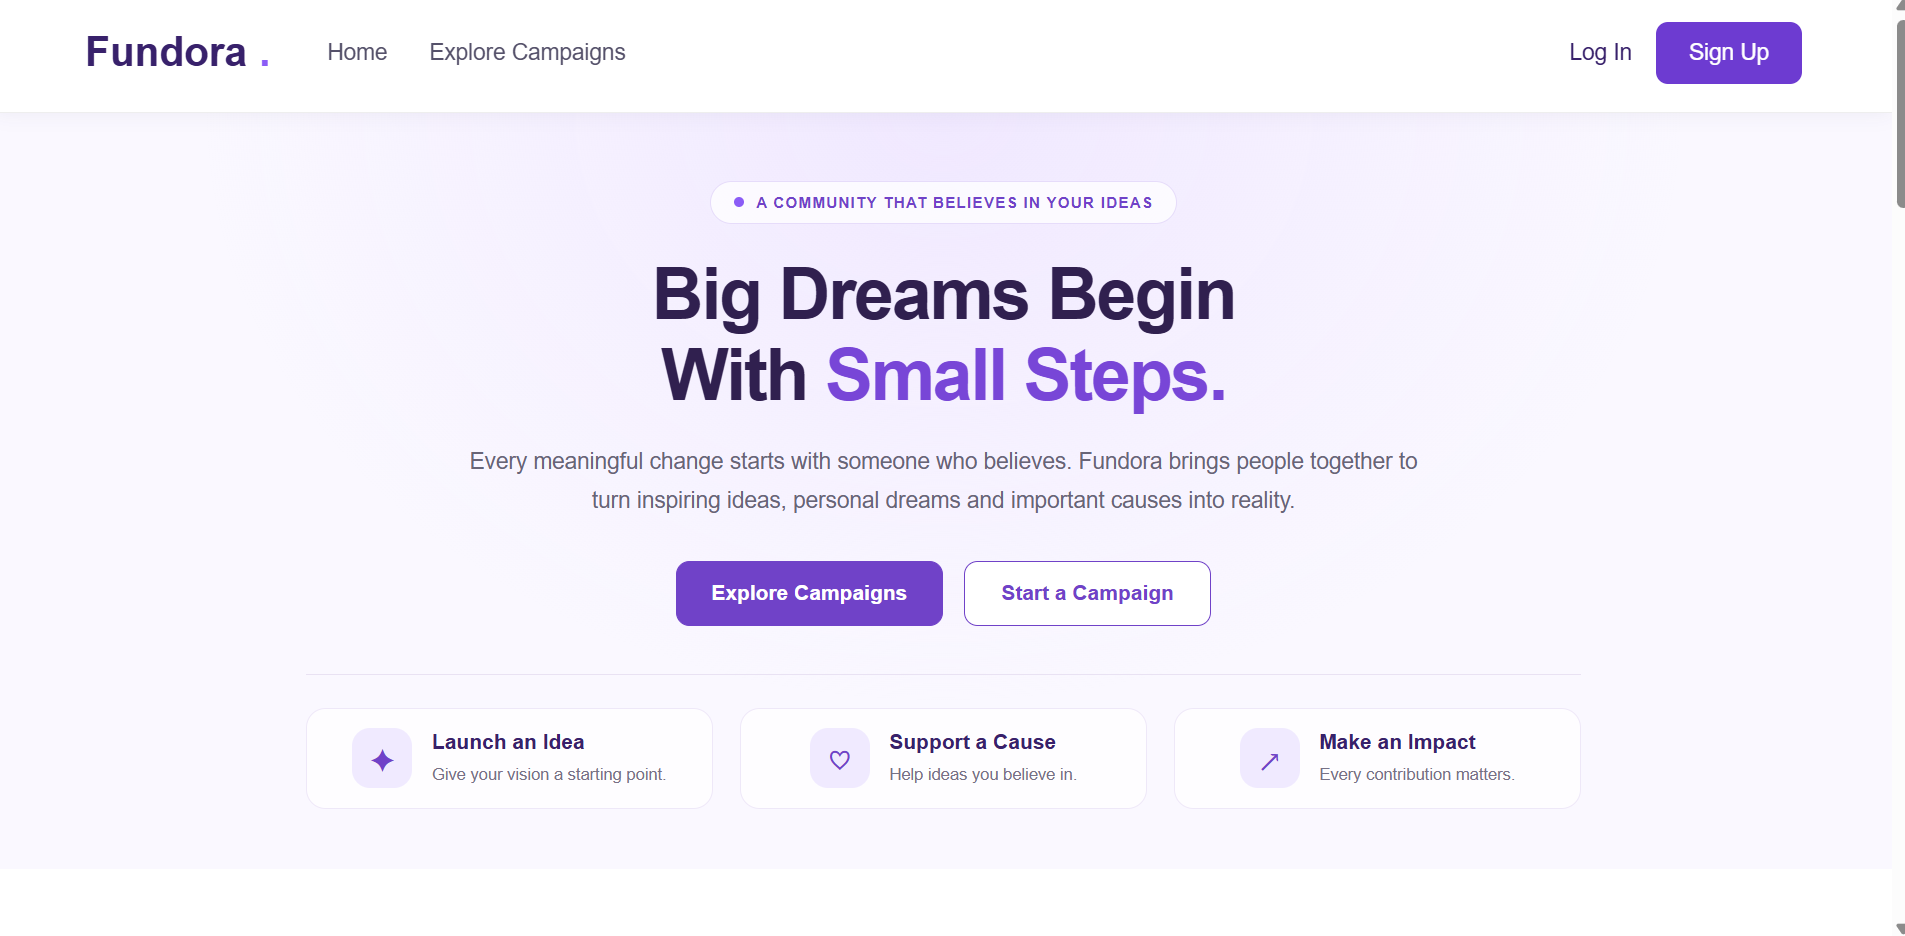 Fundora .
Home
Explore Campaigns
Log In
Sign Up
A COMMUNITY THAT BELIEVES IN YOUR IDEAS
Big Dreams Begin
With Small Steps.
Every meaningful change starts with someone who believes. Fundora brings people together to
turn inspiring ideas, personal dreams and important causes into reality.
Explore Campaigns
Start a Campaign
Launch an Idea
Give your vision a starting point.
Support a Cause
Help ideas you believe in.
Make an Impact
Every contribution matters.